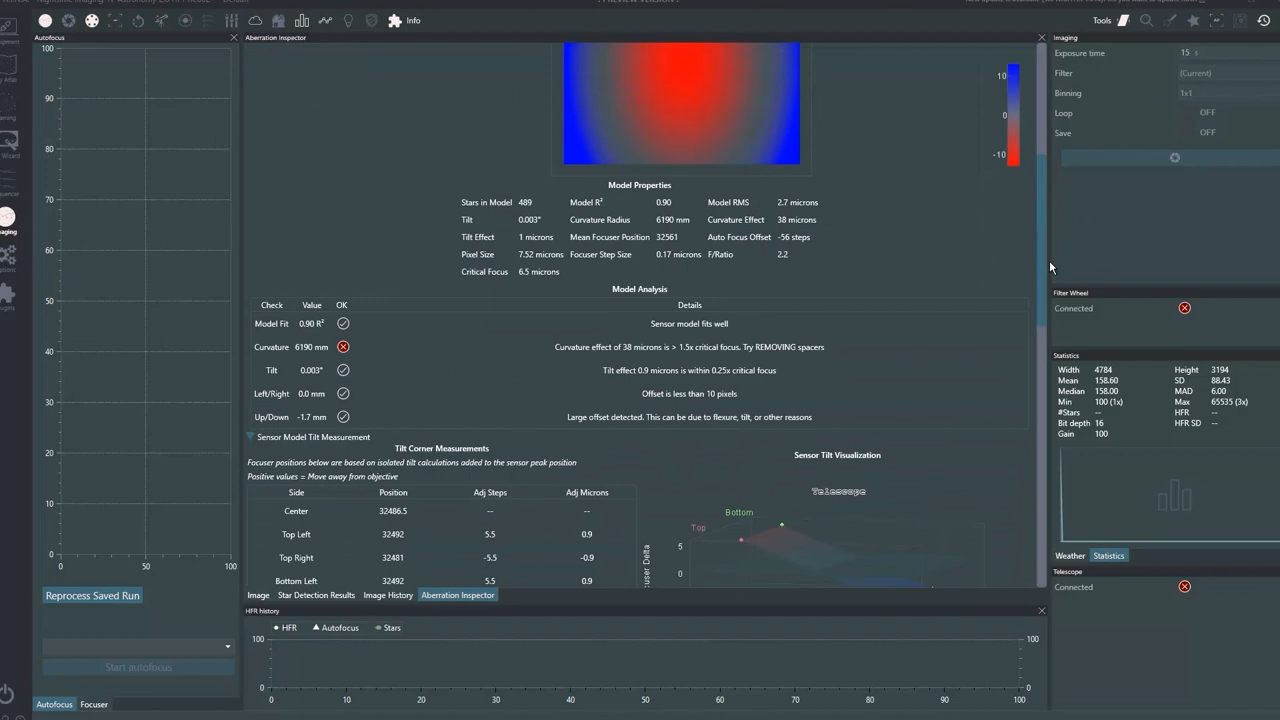 Info
Tools
Autofocus
Aberration Inspector
Imaging
100
90
80
70
60
50
40
30
20
10
0
0 50 100
Reprocess Saved Run
Start autofocus
Autofocus Focuser
10
0
-10
Model Properties
Stars in Model 489 Model R² 0.90 Model RMS 2.7 microns
Tilt 0.003° Curvature Radius 6190 mm Curvature Effect 38 microns
Tilt Effect 1 microns Mean Focuser Position 32561 Auto Focus Offset -56 steps
Pixel Size 7.52 microns Focuser Step Size 0.17 microns F/Ratio 2.2
Critical Focus 6.5 microns
Model Analysis
Check Value OK Details
Model Fit 0.90 R² Sensor model fits well
Curvature 6190 mm Curvature effect of 38 microns is > 1.5x critical focus. Try REMOVING spacers
Tilt 0.003° Tilt effect 0.9 microns is within 0.25x critical focus
Left/Right 0.0 mm Offset is less than 10 pixels
Up/Down -1.7 mm Large offset detected. This can be due to flexure, tilt, or other reasons
Sensor Model Tilt Measurement
Tilt Corner Measurements
Focuser positions below are based on isolated tilt calculations added to the sensor peak position
Positive values = Move away from objective
Side Position Adj Steps Adj Microns
Center 32486.5 -- --
Top Left 32492 5.5 0.9
Top Right 32481 -5.5 -0.9
Bottom Left 32492 5.5 0.9
Sensor Tilt Visualization
Telescope
Bottom
Top
5
0
Image Star Detection Results Image History Aberration Inspector
HFR history
HFR Autofocus Stars
100 100
0 0
0 10 20 30 40 50 60 70 80 90 100
Exposure time 15 s
Filter (Current)
Binning 1x1
Loop OFF
Save OFF
Filter Wheel
Connected
Statistics
Width 4784 Height 3194
Mean 158.60 SD 88.43
Median 158.00 MAD 6.00
Min 100 (1x) Max 65535 (3x)
#Stars -- HFR --
Bit depth 16 HFR SD --
Gain 100
Weather Statistics
Telescope
Connected